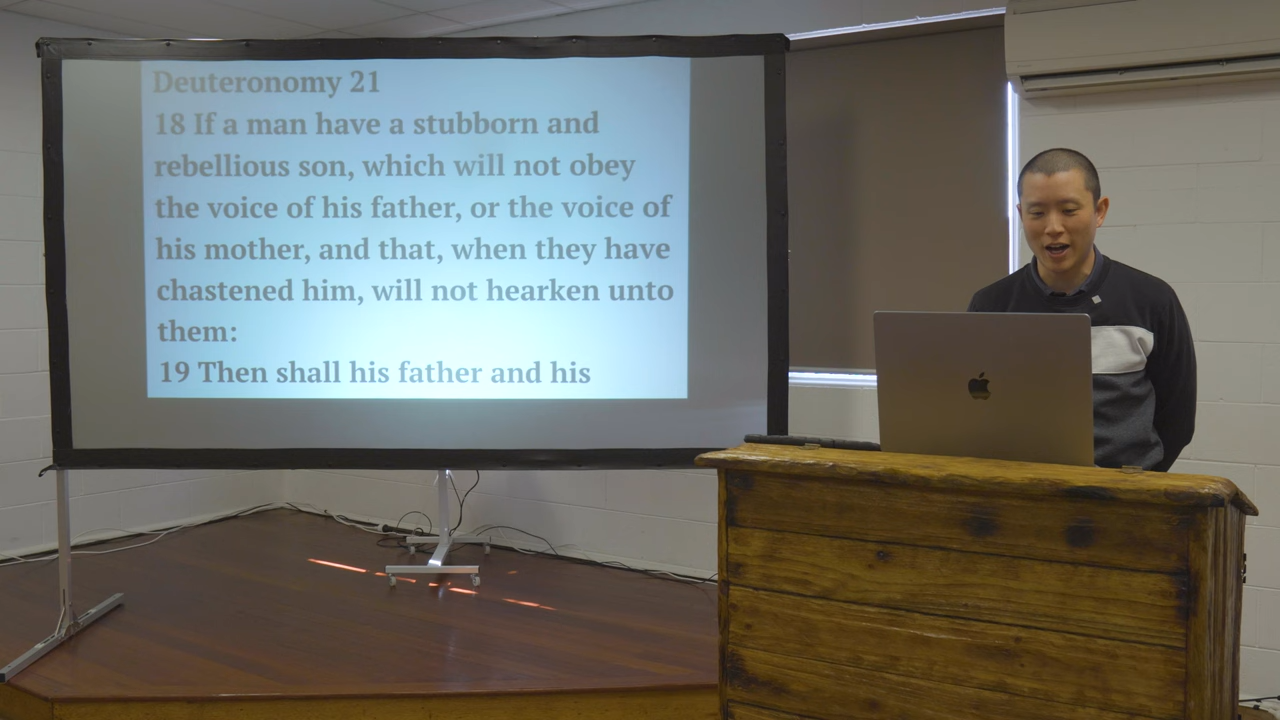 Deuteronomy 21
18 If a man have a stubborn and
rebellious son, which will not obey
the voice of his father, or the voice of
his mother, and that, when they have
chastened him, will not hearken unto
them:
19 Then shall his father and his